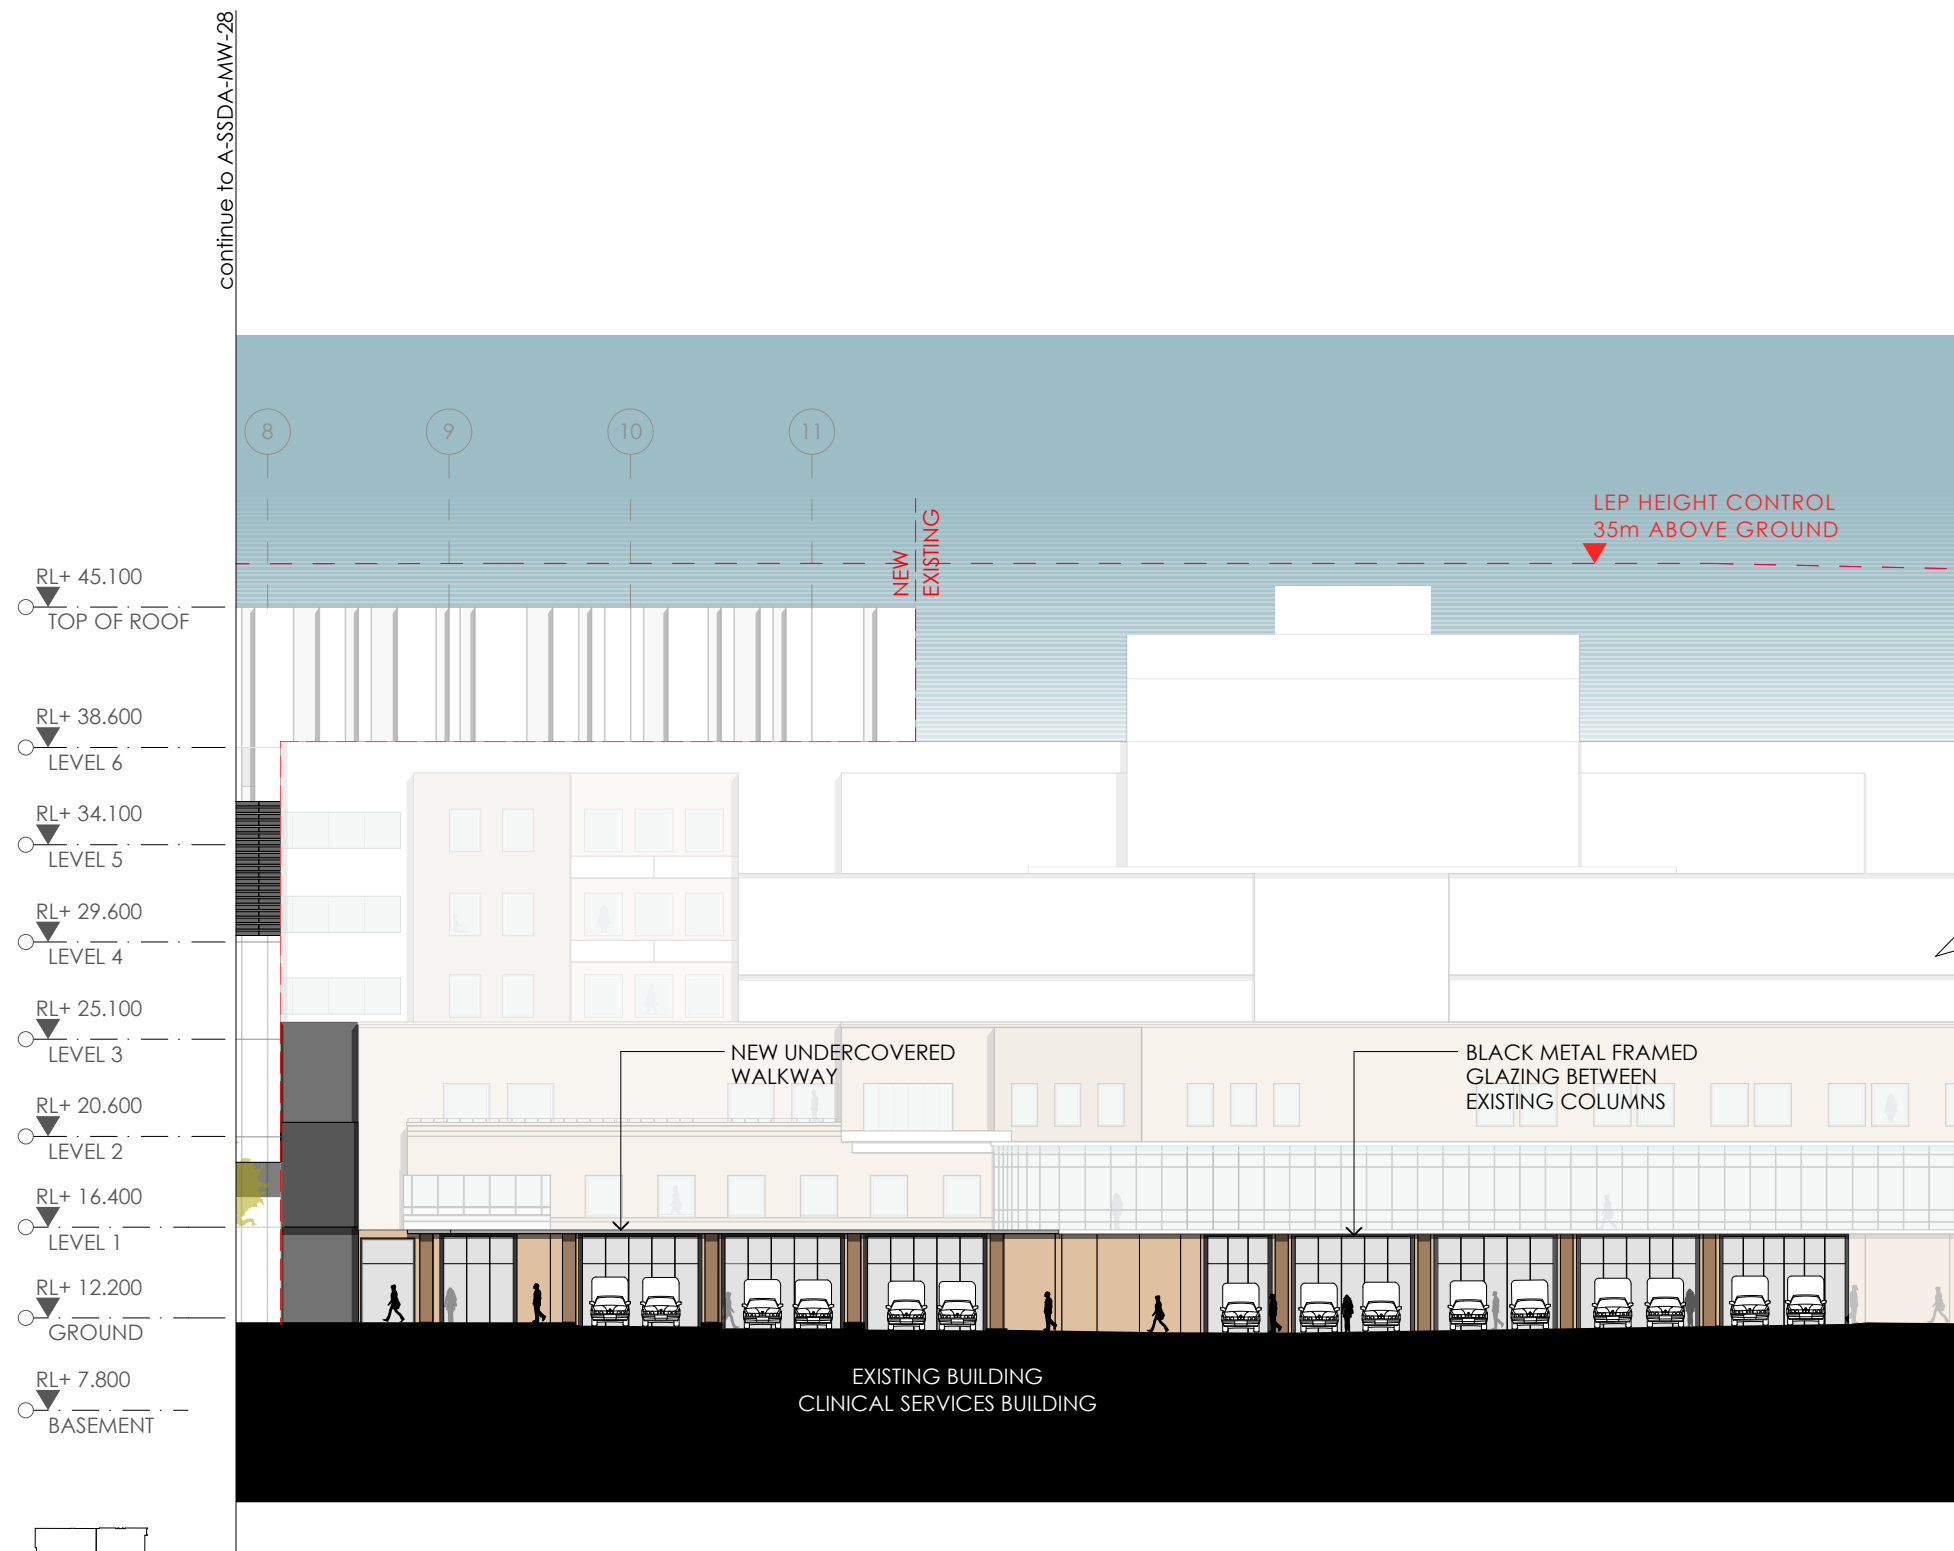 continue to A-SSDA-MW-28
8
9
10
11
NEW
EXISTING
LEP HEIGHT CONTROL
35m ABOVE GROUND
RL+ 45.100
TOP OF ROOF
RL+ 38.600
LEVEL 6
RL+ 34.100
LEVEL 5
RL+ 29.600
LEVEL 4
RL+ 25.100
LEVEL 3
RL+ 20.600
LEVEL 2
RL+ 16.400
LEVEL 1
RL+ 12.200
GROUND
RL+ 7.800
BASEMENT
NEW UNDERCOVERED
WALKWAY
BLACK METAL FRAMED
GLAZING BETWEEN
EXISTING COLUMNS
EXISTING BUILDING
CLINICAL SERVICES BUILDING